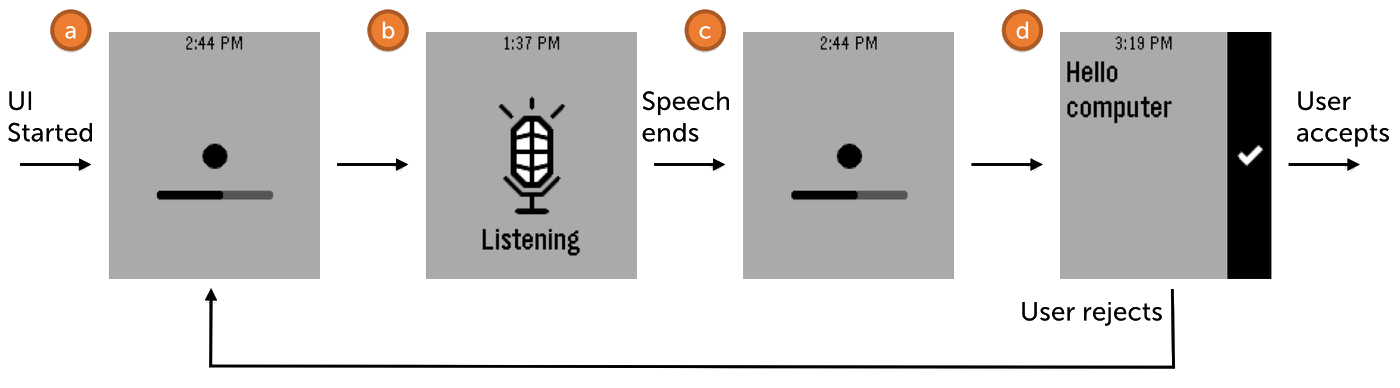 a
b
c
d
2:44 PM
1:37 PM
2:44 PM
3:19 PM
Hello
computer
UI
Started
Speech
ends
User
accepts
Listening
User rejects